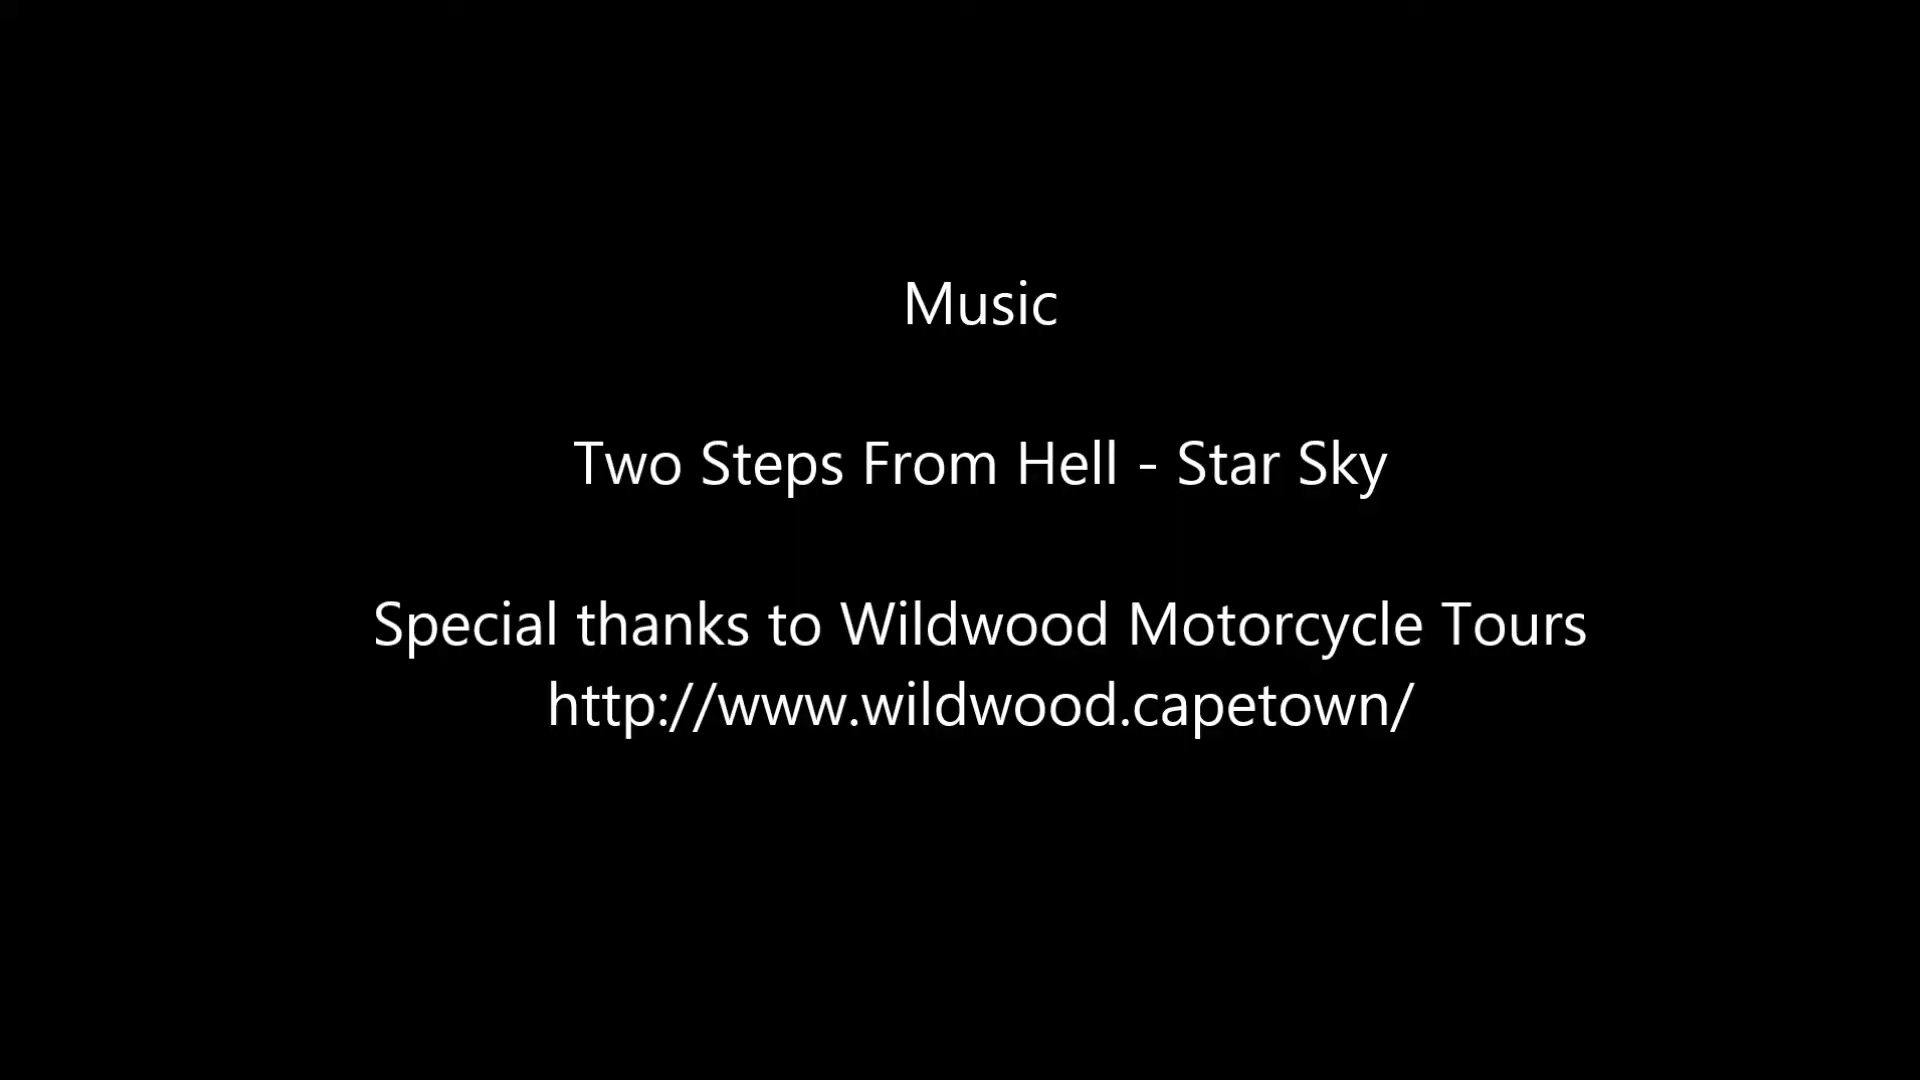 Music
Two Steps From Hell - Star Sky
Special thanks to Wildwood Motorcycle Tours
http://www.wildwood.capetown/